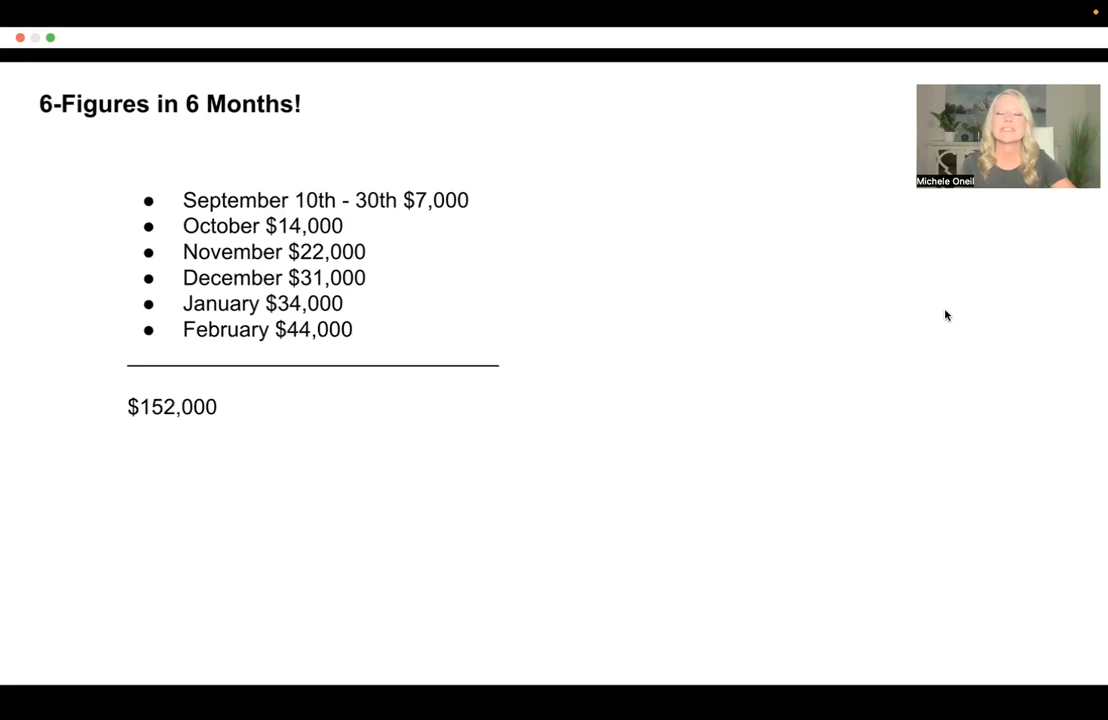 6-Figures in 6 Months!
Michele Oneil
● September 10th - 30th $7,000
● October $14,000
● November $22,000
● December $31,000
● January $34,000
● February $44,000
$152,000